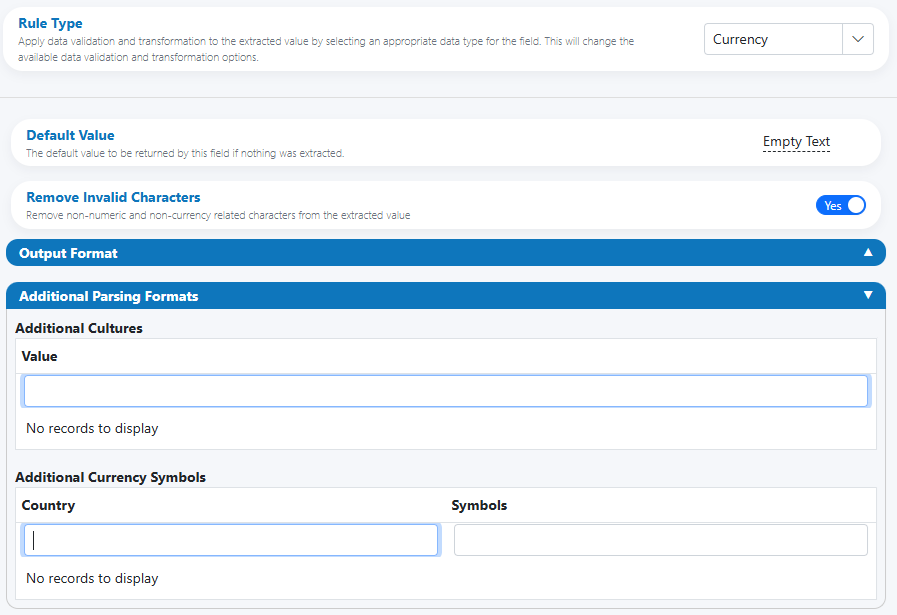 Rule Type
Apply data validation and transformation to the extracted value by selecting an appropriate data type for the field. This will change the
available data validation and transformation options.
Currency
Default Value
The default value to be returned by this field if nothing was extracted.
Empty Text
Remove Invalid Characters
Remove non-numeric and non-currency related characters from the extracted value
Yes
Output Format
Additional Parsing Formats
Additional Cultures
Value
No records to display
Additional Currency Symbols
Country Symbols
No records to display